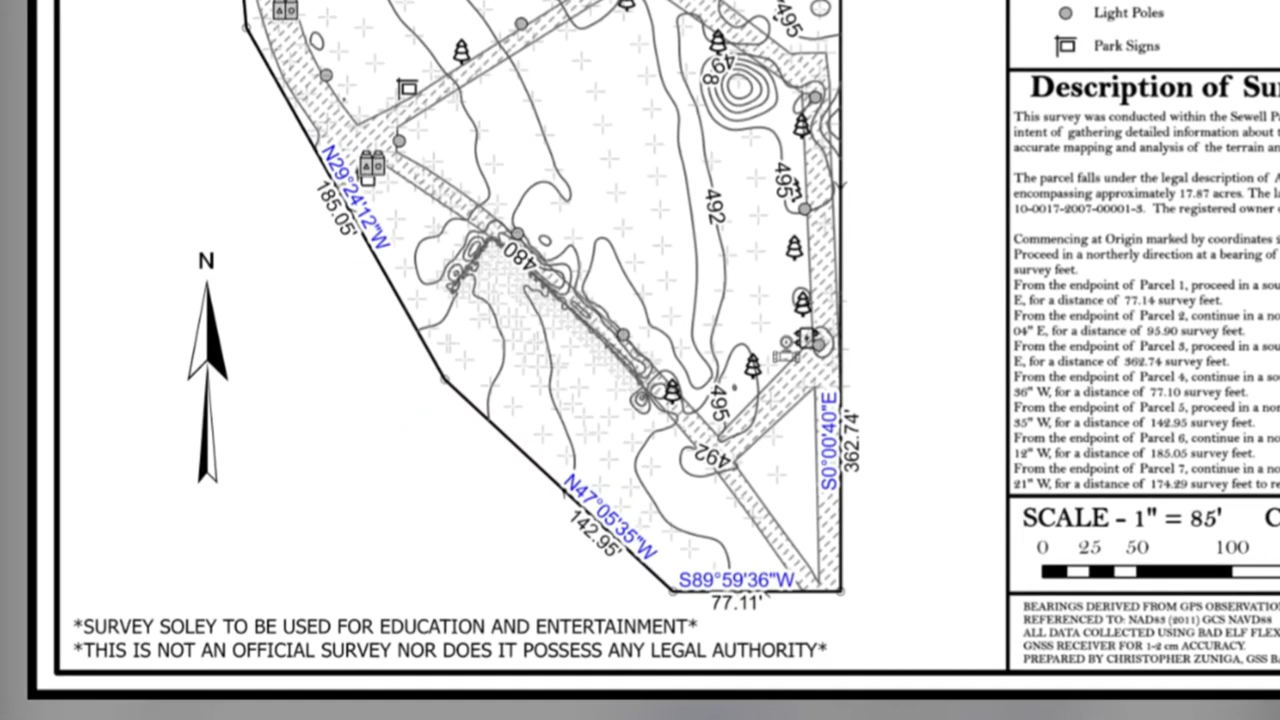 Light Poles
Park Signs
495
498
N29°24'12"W
185.05'
495
492
N
480
495
492
S0°00'40"E
362.74'
N47°05'35"W
142.95'
S89°59'36"W
77.11'
*SURVEY SOLEY TO BE USED FOR EDUCATION AND ENTERTAINMENT*
*THIS IS NOT AN OFFICIAL SURVEY NOR DOES IT POSSESS ANY LEGAL AUTHORITY*
Description of Su
This survey was conducted within the Sewell P
intent of gathering detailed information about
accurate mapping and analysis of the terrain an
The parcel falls under the legal description of A
encompassing approximately 17.87 acres. The
10-0017-2007-00001-3. The registered owner
Commencing at Origin marked by coordinates
Proceed in a northerly direction at a bearing of
survey feet.
From the endpoint of Parcel 1, proceed in a sou
E, for a distance of 77.14 survey feet.
From the endpoint of Parcel 2, continue in a no
04" E, for a distance of 95.90 survey feet.
From the endpoint of Parcel 3, proceed in a sou
E, for a distance of 362.74 survey feet.
From the endpoint of Parcel 4, continue in a so
36" W, for a distance of 77.10 survey feet.
From the endpoint of Parcel 5, proceed in a nor
35" W, for a distance of 142.95 survey feet.
From the endpoint of Parcel 6, continue in a no
12" W, for a distance of 185.05 survey feet.
From the endpoint of Parcel 7, continue in a no
21" W, for a distance of 174.29 survey feet to re
SCALE - 1" = 85' C
0 25 50 100
BEARINGS DERIVED FROM GPS OBSERVATIO
REFERENCED TO: NAD83 (2011) GCS NAVD88
ALL DATA COLLECTED USING BAD ELF FLEX
GNSS RECEIVER FOR 1-2 cm ACCURACY.
PREPARED BY CHRISTOPHER ZUNIGA, GSS B